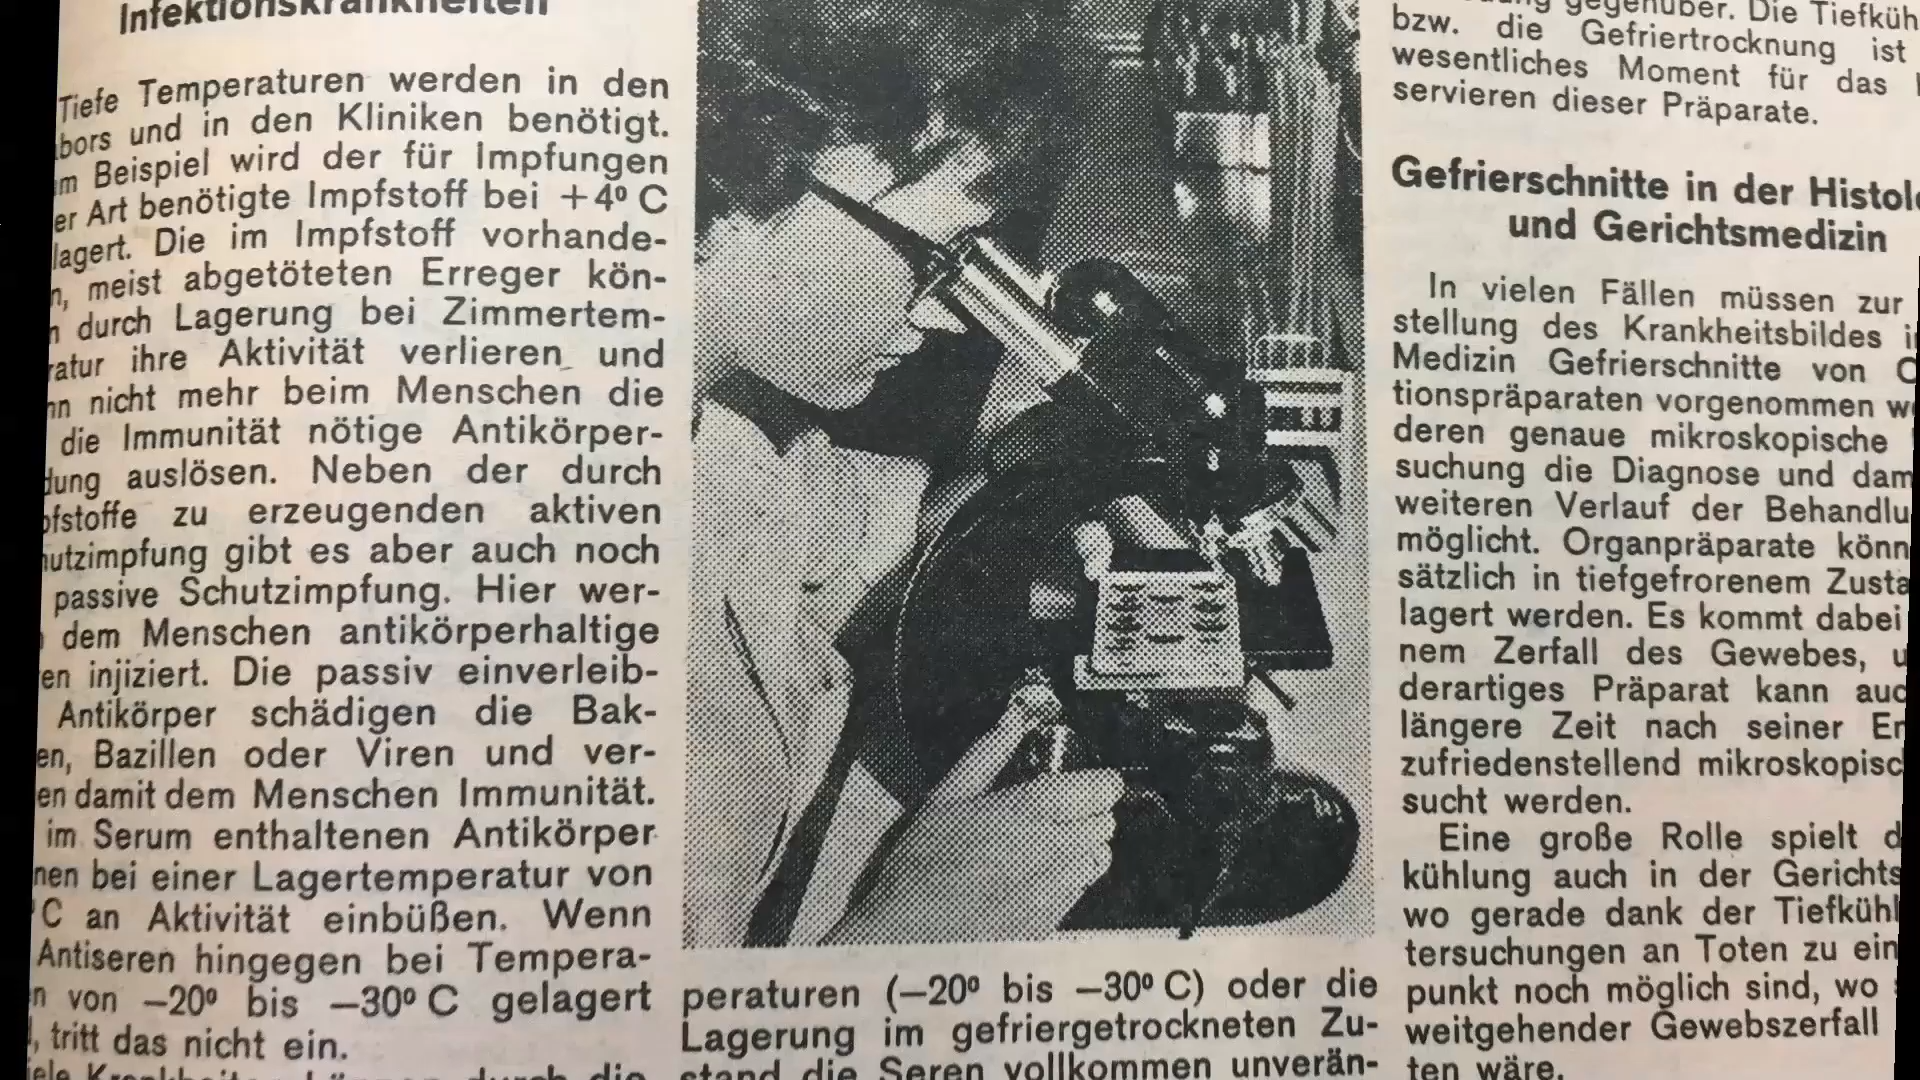 Infektionskrankheiten
Tiefe Temperaturen werden in den
bors und in den Kliniken benötigt.
m Beispiel wird der für Impfungen
er Art benötigte Impfstoff bei +4° C
lagert. Die im Impfstoff vorhande-
n, meist abgetöteten Erreger kön-
n durch Lagerung bei Zimmertem-
ratur ihre Aktivität verlieren und
nn nicht mehr beim Menschen die
die Immunität nötige Antikörper-
dung auslösen. Neben der durch
pfstoffe zu erzeugenden aktiven
hutzimpfung gibt es aber auch noch
passive Schutzimpfung. Hier wer-
dem Menschen antikörperhaltige
en injiziert. Die passiv einverleib-
Antikörper schädigen die Bak-
en, Bazillen oder Viren und ver-
en damit dem Menschen Immunität.
im Serum enthaltenen Antikörper
nen bei einer Lagertemperatur von
°C an Aktivität einbüßen. Wenn
Antiseren hingegen bei Tempera-
n von —20° bis —30° C gelagert
, tritt das nicht ein.
iele Krankheiten können durch die
peraturen (—20° bis —30° C) oder die
Lagerung im gefriergetrockneten Zu-
stand die Seren vollkommen unverän-
gegenüber. Die Tiefküh
bzw. die Gefriertrocknung ist
wesentliches Moment für das
servieren dieser Präparate.
Gefrierschnitte in der Histolo
und Gerichtsmedizin
In vielen Fällen müssen zur
stellung des Krankheitsbildes i
Medizin Gefrierschnitte von O
tionspräparaten vorgenommen we
deren genaue mikroskopische
suchung die Diagnose und dam
weiteren Verlauf der Behandlu
möglicht. Organpräparate könn
sätzlich in tiefgefrorenem Zusta
lagert werden. Es kommt dabei
nem Zerfall des Gewebes, u
derartiges Präparat kann auc
längere Zeit nach seiner En
zufriedenstellend mikroskopisc
sucht werden.
Eine große Rolle spielt d
kühlung auch in der Gerichts
wo gerade dank der Tiefkühl
tersuchungen an Toten zu ein
punkt noch möglich sind, wo
weitgehender Gewebszerfall
ten wäre.